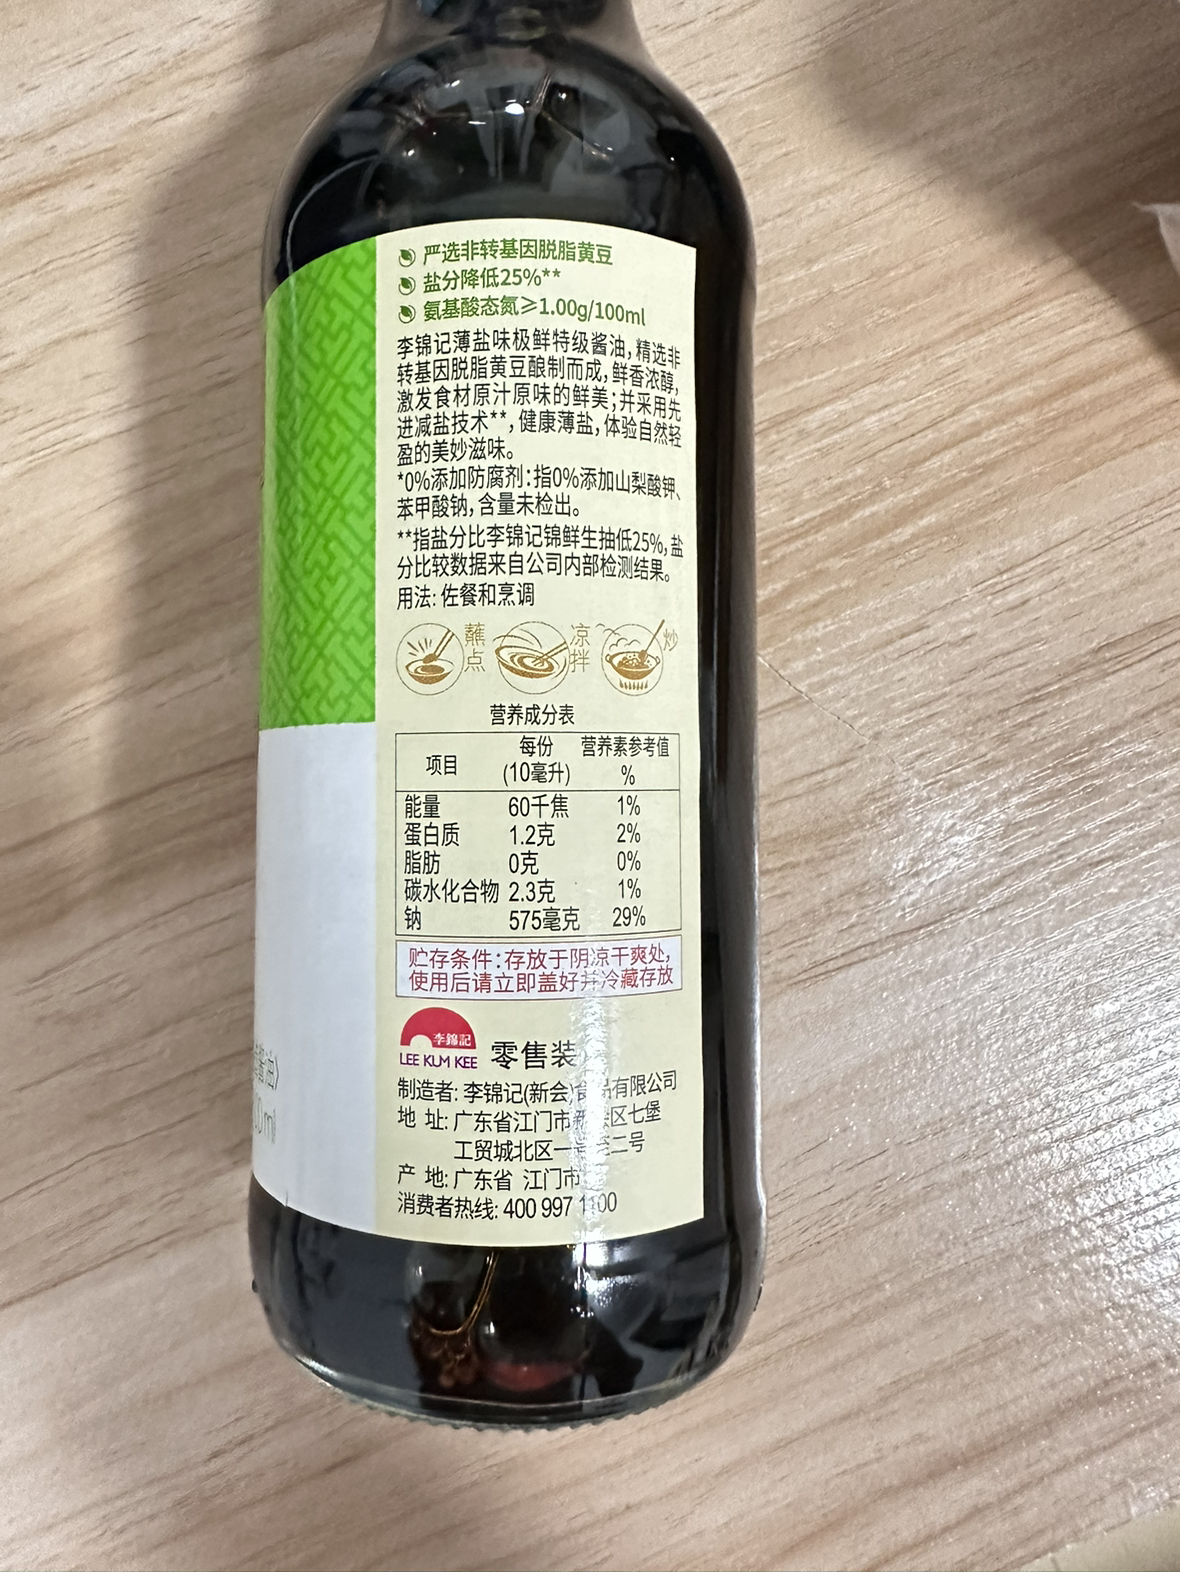 严选非转基因脱脂黄豆
盐分降低25%**
氨基酸态氮≥1.00g/100ml
李锦记薄盐味极鲜特级酱油,精选非
转基因脱脂黄豆酿制而成,鲜香浓醇,
激发食材原汁原味的鲜美;并采用先
进减盐技术**,健康薄盐,体验自然轻
盈的美妙滋味。
*0%添加防腐剂:指0%添加山梨酸钾、
苯甲酸钠,含量未检出。
**指盐分比李锦记锦鲜生抽低25%,盐
分比较数据来自公司内部检测结果。
用法: 佐餐和烹调
蘸点 凉拌 炒
营养成分表
项目 每份(10毫升) 营养素参考值%
能量 60千焦 1%
蛋白质 1.2克 2%
脂肪 0克 0%
碳水化合物 2.3克 1%
钠 575毫克 29%
贮存条件:存放于阴凉干爽处,
使用后请立即盖好并冷藏存放
李錦記
LEE KUM KEE 零售装
制造者: 李锦记(新会)食品有限公司
地 址: 广东省江门市新会区七堡
工贸城北区一号至二号
产 地: 广东省 江门市
消费者热线: 400 997 1100
酱油》
0ml